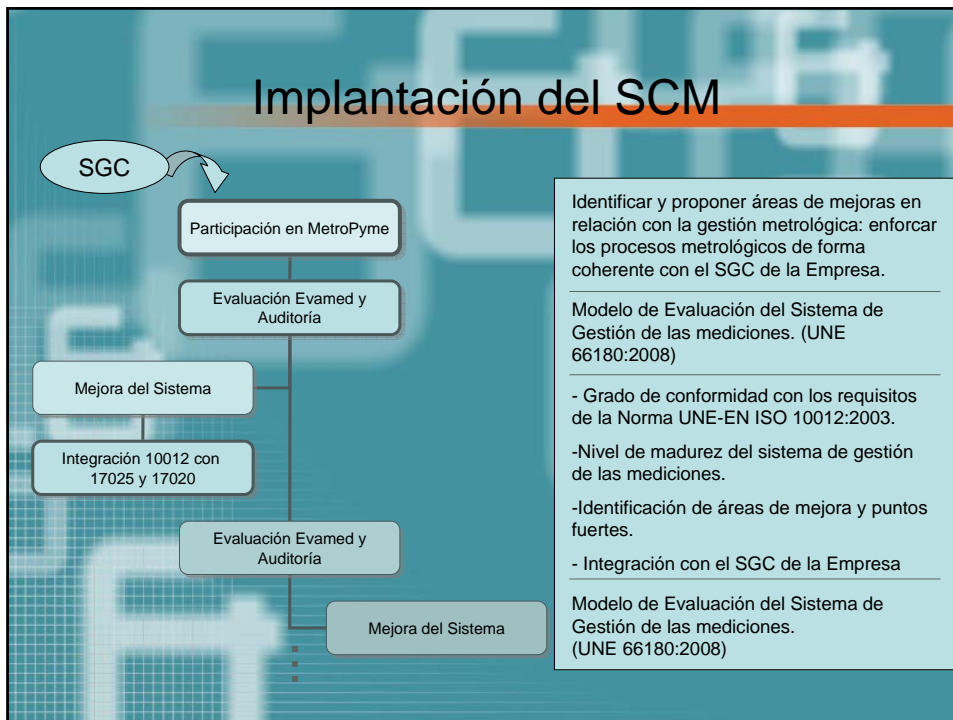 Implantación del SCM
SGC
Participación en MetroPyme
Evaluación Evamed y
Auditoría
Mejora del Sistema
Integración 10012 con
17025 y 17020
Evaluación Evamed y
Auditoría
Mejora del Sistema
Identificar y proponer áreas de mejoras en
relación con la gestión metrológica: enforcar
los procesos metrológicos de forma
coherente con el SGC de la Empresa.
Modelo de Evaluación del Sistema de
Gestión de las mediciones. (UNE
66180:2008)
- Grado de conformidad con los requisitos
de la Norma UNE-EN ISO 10012:2003.
-Nivel de madurez del sistema de gestión
de las mediciones.
-Identificación de áreas de mejora y puntos
fuertes.
- Integración con el SGC de la Empresa
Modelo de Evaluación del Sistema de
Gestión de las mediciones.
(UNE 66180:2008)